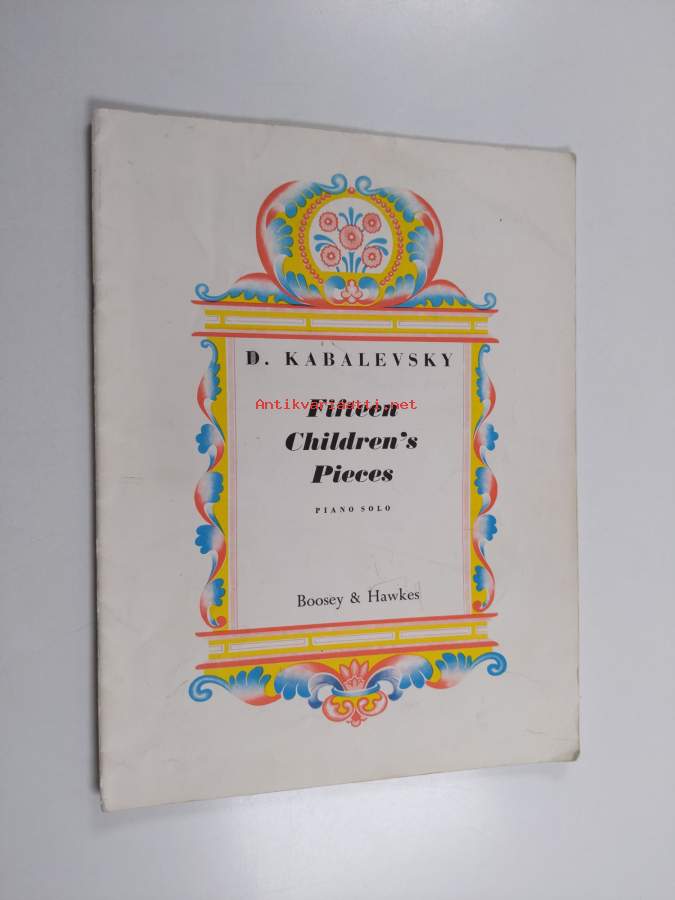 D. KABALEVSKY
Antikvariaatti.net
Fifteen
Children's
Pieces
PIANO SOLO
Boosey & Hawkes